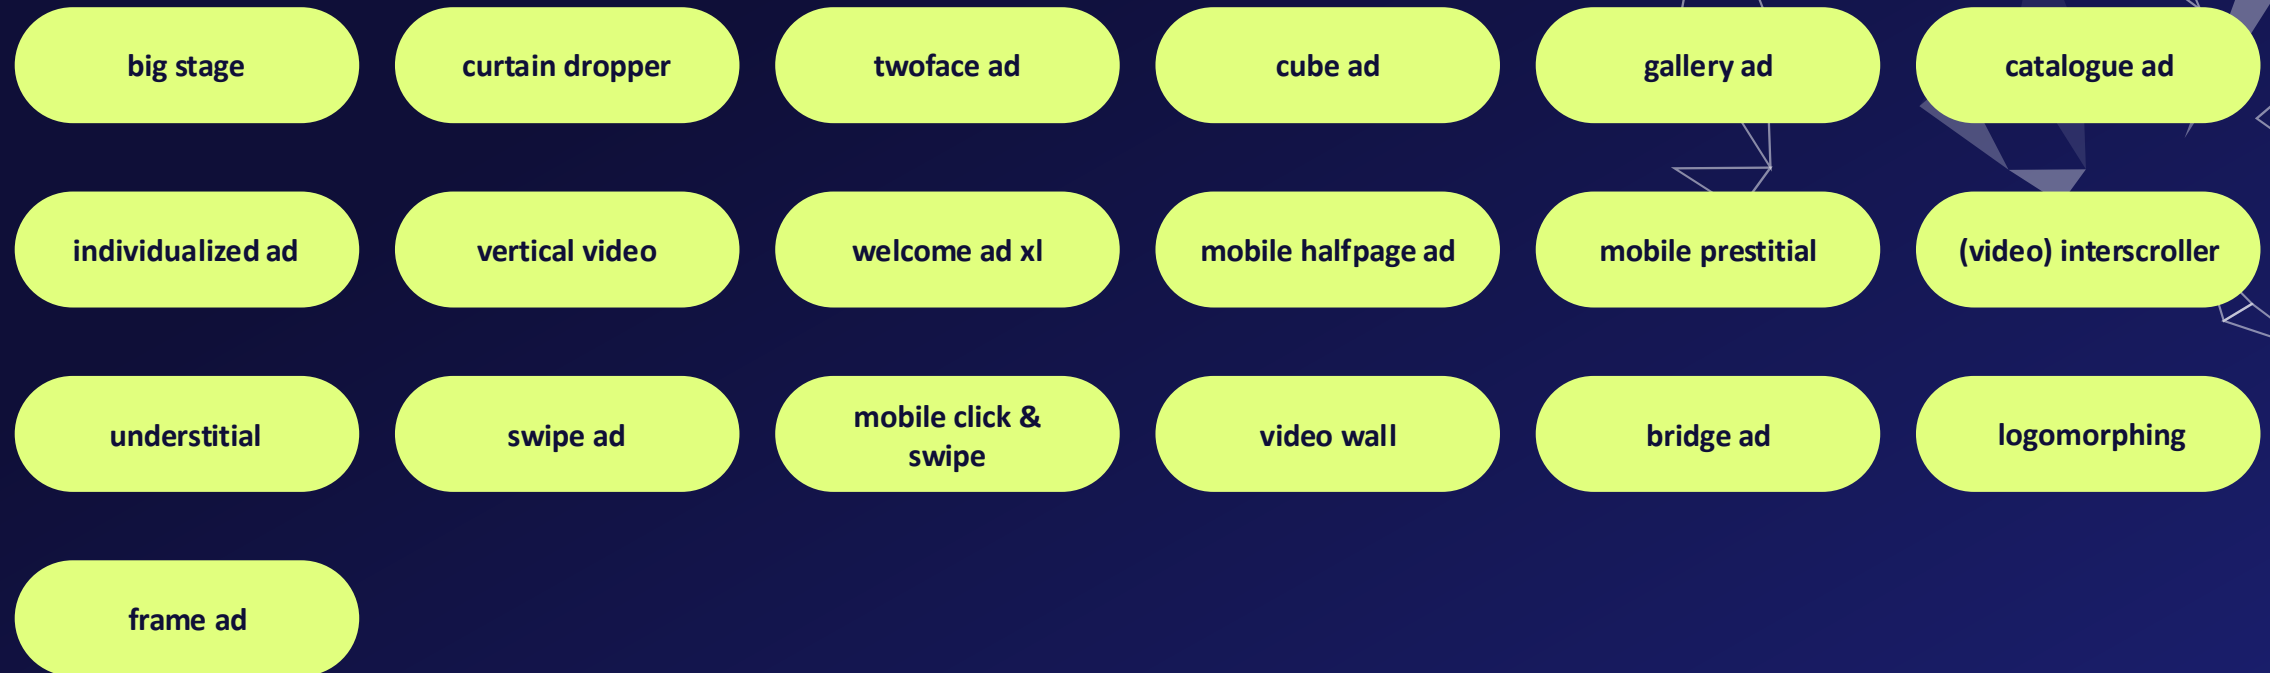 big stage
curtain dropper
twoface ad
cube ad
gallery ad
catalogue ad
individualized ad
vertical video
welcome ad xl
mobile halfpage ad
mobile prestitial
(video) interscroller
understitial
swipe ad
mobile click &
swipe
video wall
bridge ad
logomorphing
frame ad